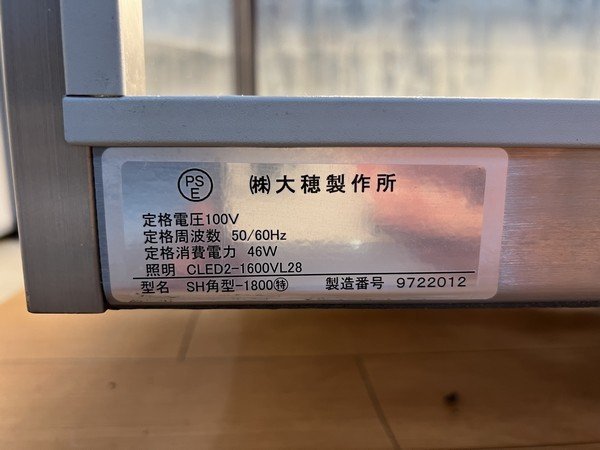 PS
E
㈱大穂製作所
定格電圧100V
定格周波数 50/60Hz
定格消費電力 46W
照明 CLED2-1600VL28
型名 SH角型-1800㊕ 製造番号 9722012